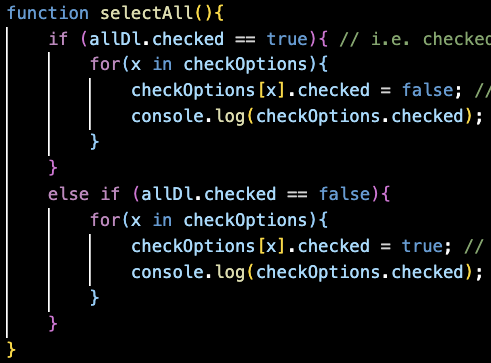 function selectAll(){
if (allDl.checked == true){ // i.e. checked
for(x in checkOptions){
checkOptions[x].checked = false; //
console.log(checkOptions.checked);
}
}
else if (allDl.checked == false){
for(x in checkOptions){
checkOptions[x].checked = true; //
console.log(checkOptions.checked);
}
}
}